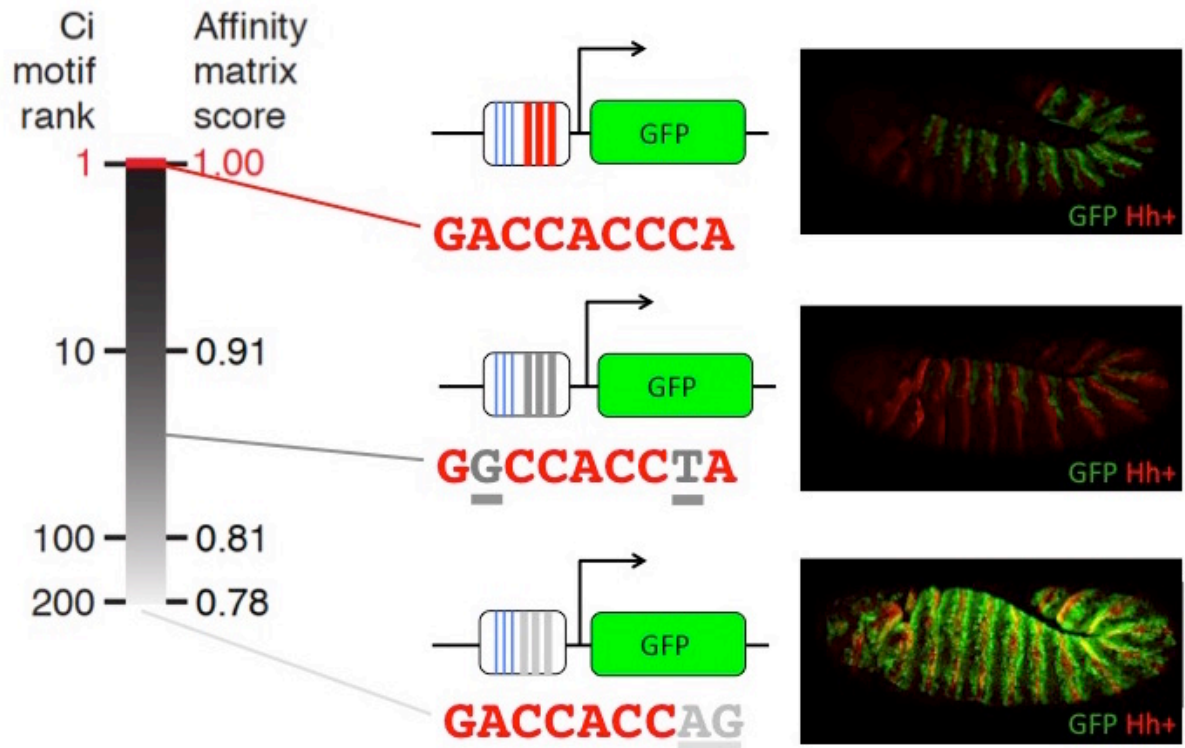 Ci
motif
rank
Affinity
matrix
score
1
1.00
10
0.91
100
0.81
200
0.78
GFP
GACCACCCA
GFP Hh+
GFP
GGCCACCTA
GFP Hh+
GFP
GACCACCAG
GFP Hh+